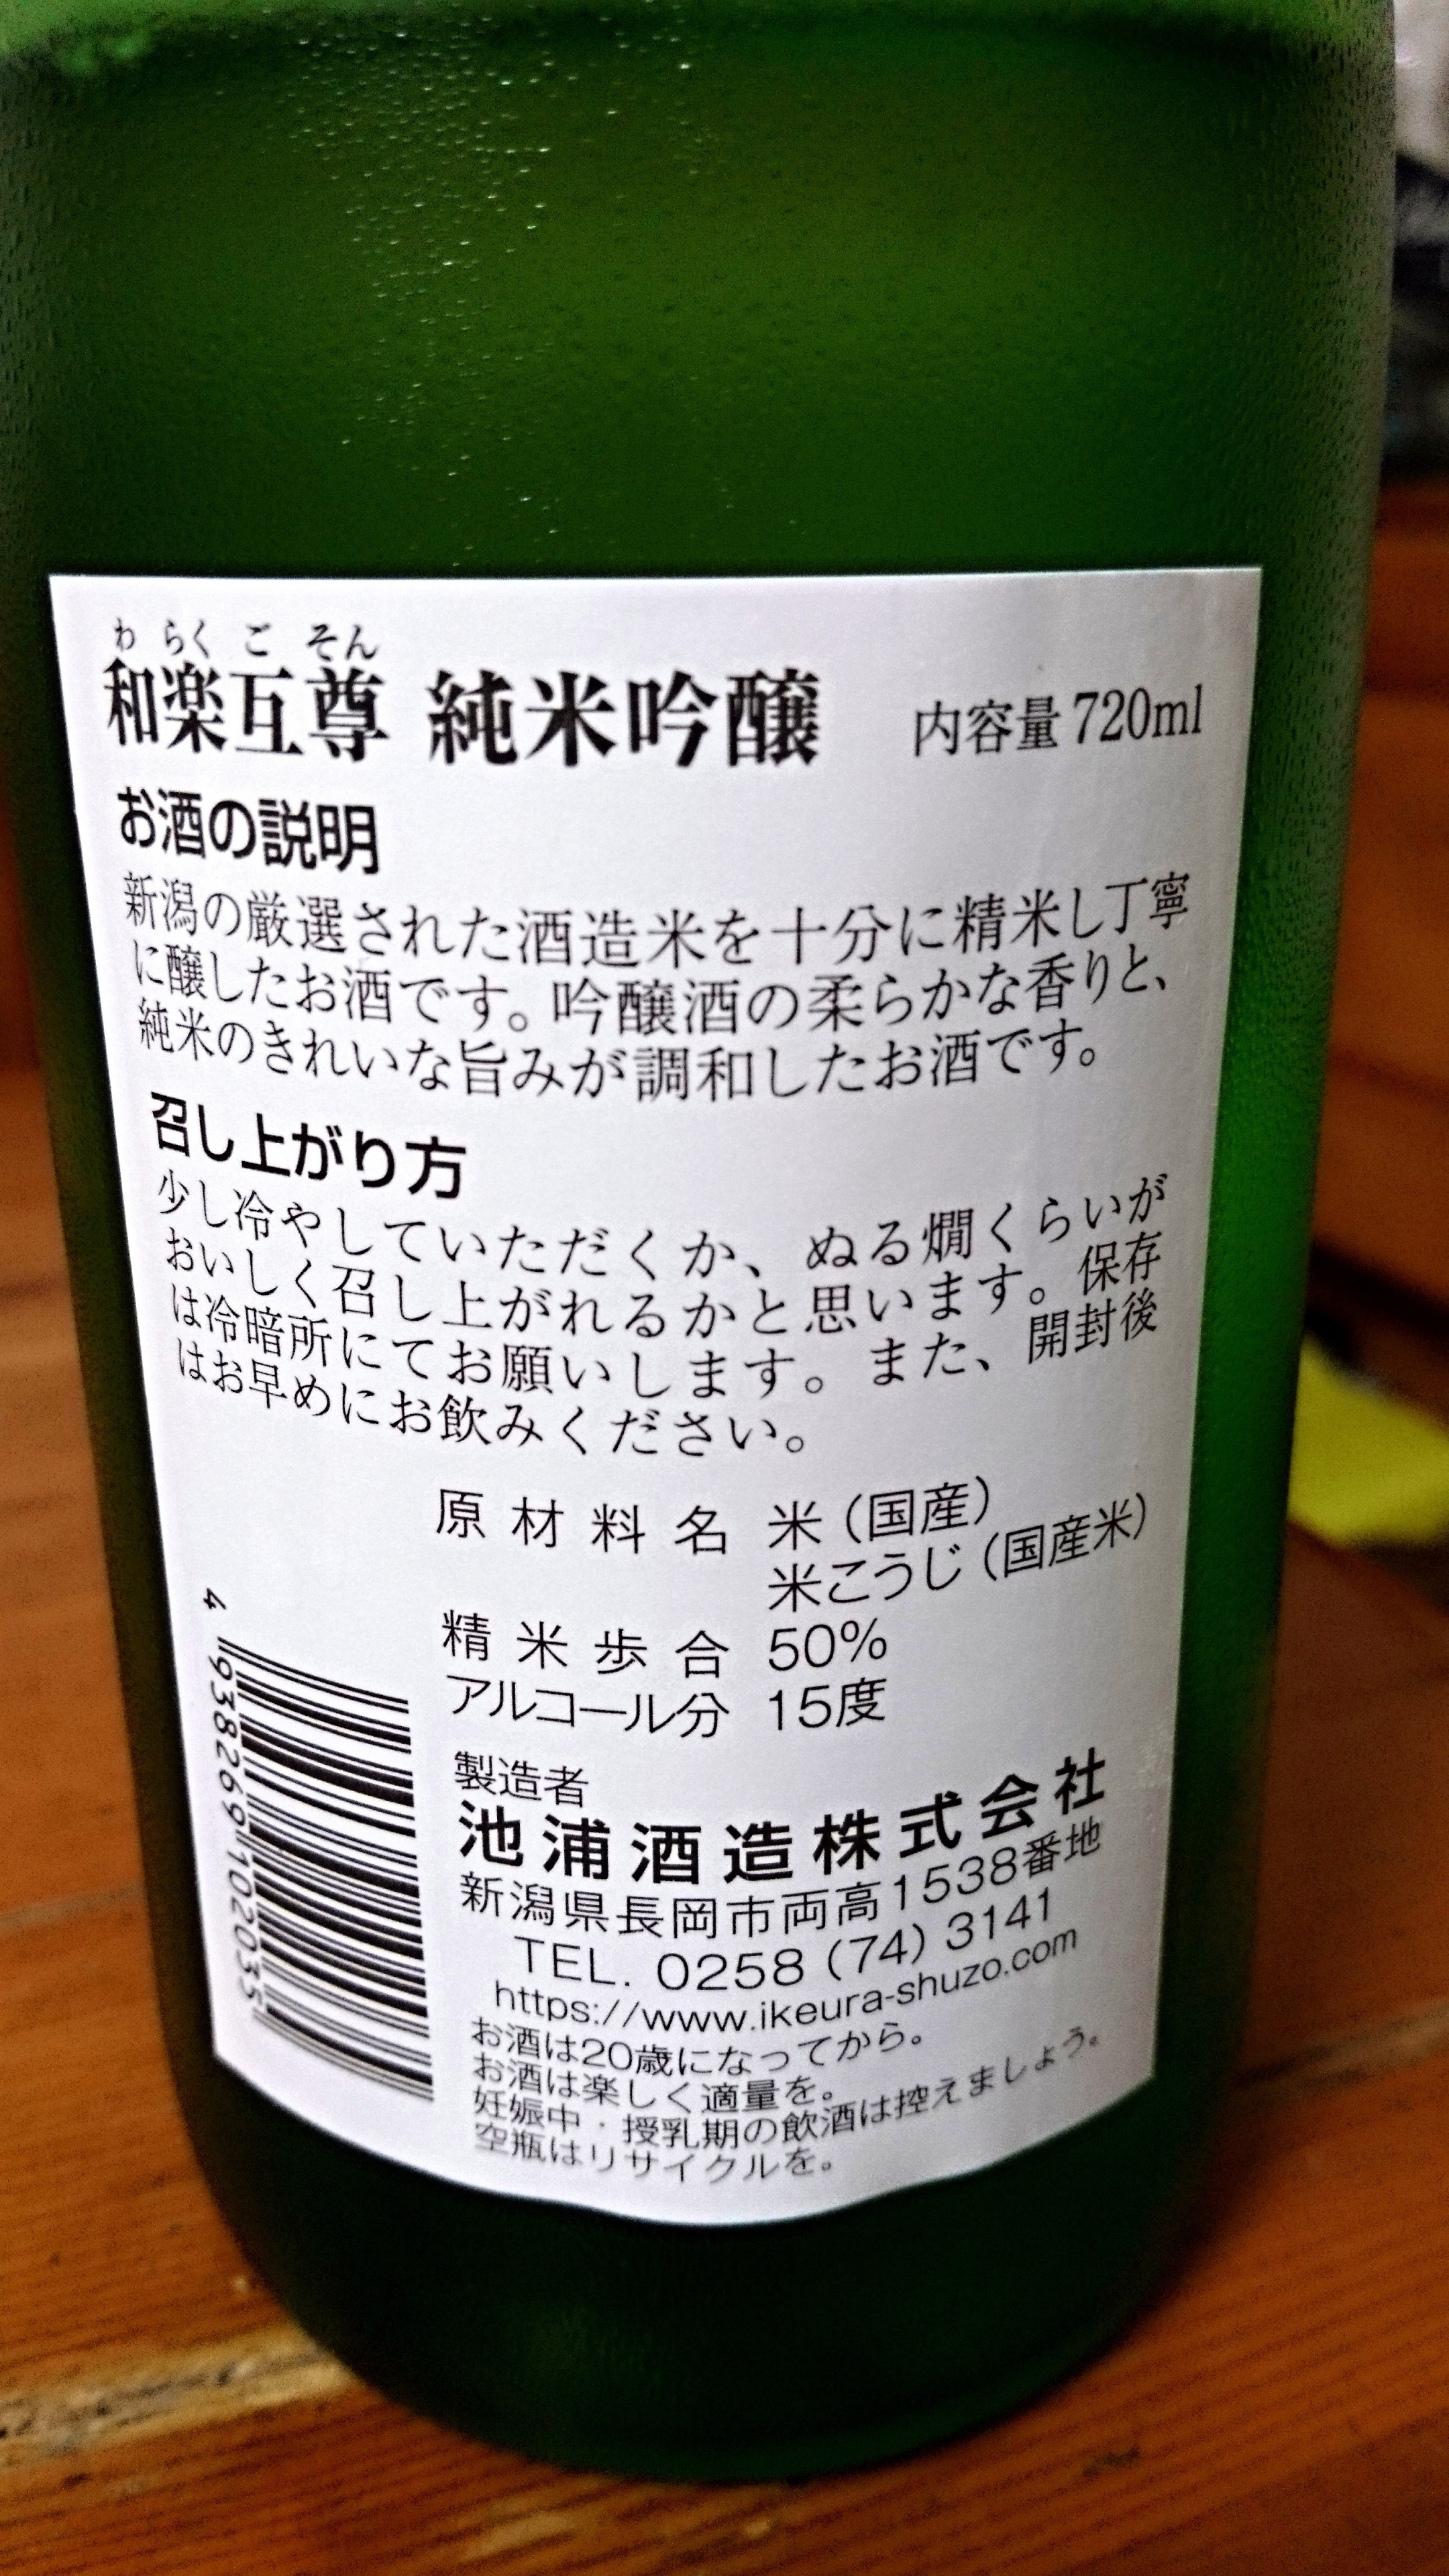 わ らく ご そん
和楽互尊 純米吟醸 内容量 720ml
お酒の説明
新潟の厳選された酒造米を十分に精米し丁寧
に醸したお酒です。吟醸酒の柔らかな香りと、
純米のきれいな旨みが調和したお酒です。
召し上がり方
少し冷やしていただくか、ぬる燗くらいが
おいしく召し上がれるかと思います。保存
は冷暗所にてお願いします。また、開封後
はお早めにお飲みください。
原材料名 米(国産)
米こうじ(国産米)
精米歩合 50%
アルコール分 15度
製造者
池浦酒造株式会社
新潟県長岡市両高1538番地
TEL. 0258 (74) 3141
https://www.ikeura-shuzo.com
お酒は20歳になってから。
お酒は楽しく適量を。
妊娠中・授乳期の飲酒は控えましょう。
空瓶はリサイクルを。
4 938269 102035